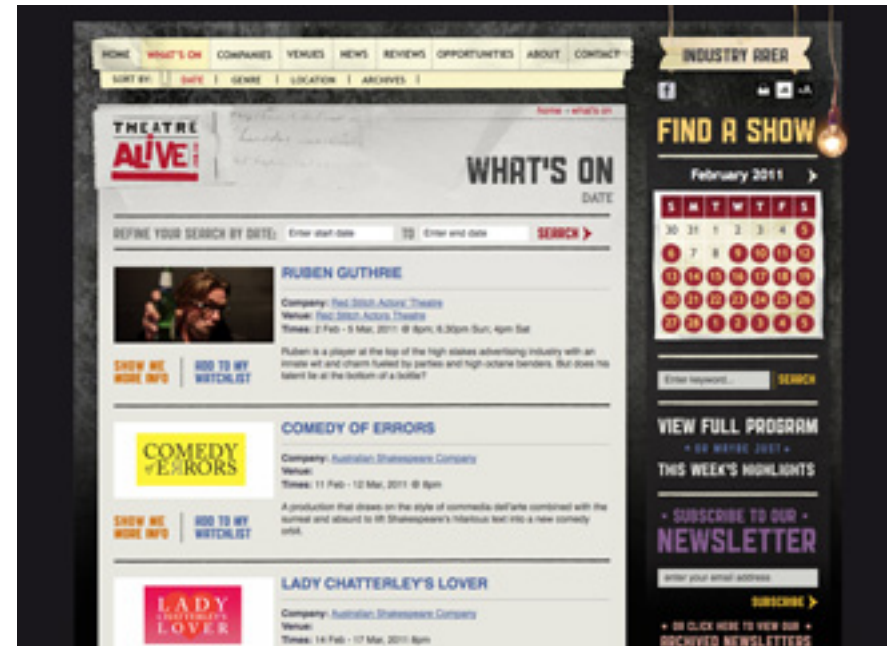 HOME WHAT'S ON COMPANIES VENUES NEWS REVIEWS OPPORTUNITIES ABOUT CONTACT
SORT BY: DATE | GENRE | LOCATION | ARCHIVES |
home - what's on
THEATRE
ALIVE
WHAT'S ON
DATE
REFINE YOUR SEARCH BY DATE: Enter start date TO Enter end date SEARCH
RUBEN GUTHRIE
Company: Red Stitch Actors' Theatre
Venue: Red Stitch Actors Theatre
Times: 2 Feb - 5 Mar, 2011 @ 8pm; 6.30pm Sun; 4pm Sat
Ruben is a player at the top of the high stakes advertising industry with an
innate wit and charm fueled by parties and high-octane benders. But does his
talent lie at the bottom of a bottle?
SHOW ME
MORE INFO
ADD TO MY
WATCHLIST
COMEDY
of ERRORS
COMEDY OF ERRORS
Company: Australian Shakespeare Company
Venue:
Times: 11 Feb - 12 Mar, 2011 @ 8pm
A production that draws on the style of commedia dell'arte combined with the
surreal and absurd to lift Shakespeare's hilarious text into a new comedy
orbit.
SHOW ME
MORE INFO
ADD TO MY
WATCHLIST
LADY
CHATTERLEY'S
LOVER
LADY CHATTERLEY'S LOVER
Company: Australian Shakespeare Company
Venue:
Times: 14 Feb - 17 Mar, 2011 8pm
INDUSTRY AREA
f A +A
FIND A SHOW
February 2011
S M T W T F S
30 31 1 2 3 4 5
6 7 8 9 10 11 12
13 14 15 16 17 18 19
20 21 22 23 24 25 26
27 28 1 2 3 4 5
Enter keyword... SEARCH
VIEW FULL PROGRAM
OR MAYBE JUST
THIS WEEK'S HIGHLIGHTS
SUBSCRIBE TO OUR
NEWSLETTER
enter your email address
SUBSCRIBE
OR CLICK HERE TO VIEW OUR
ARCHIVED NEWSLETTERS